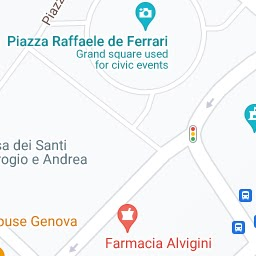 Piazza
Piazza Raffaele de Ferrari
Grand square used
for civic events
sa dei Santi
rogio e Andrea
ouse Genova
Farmacia Alvigini